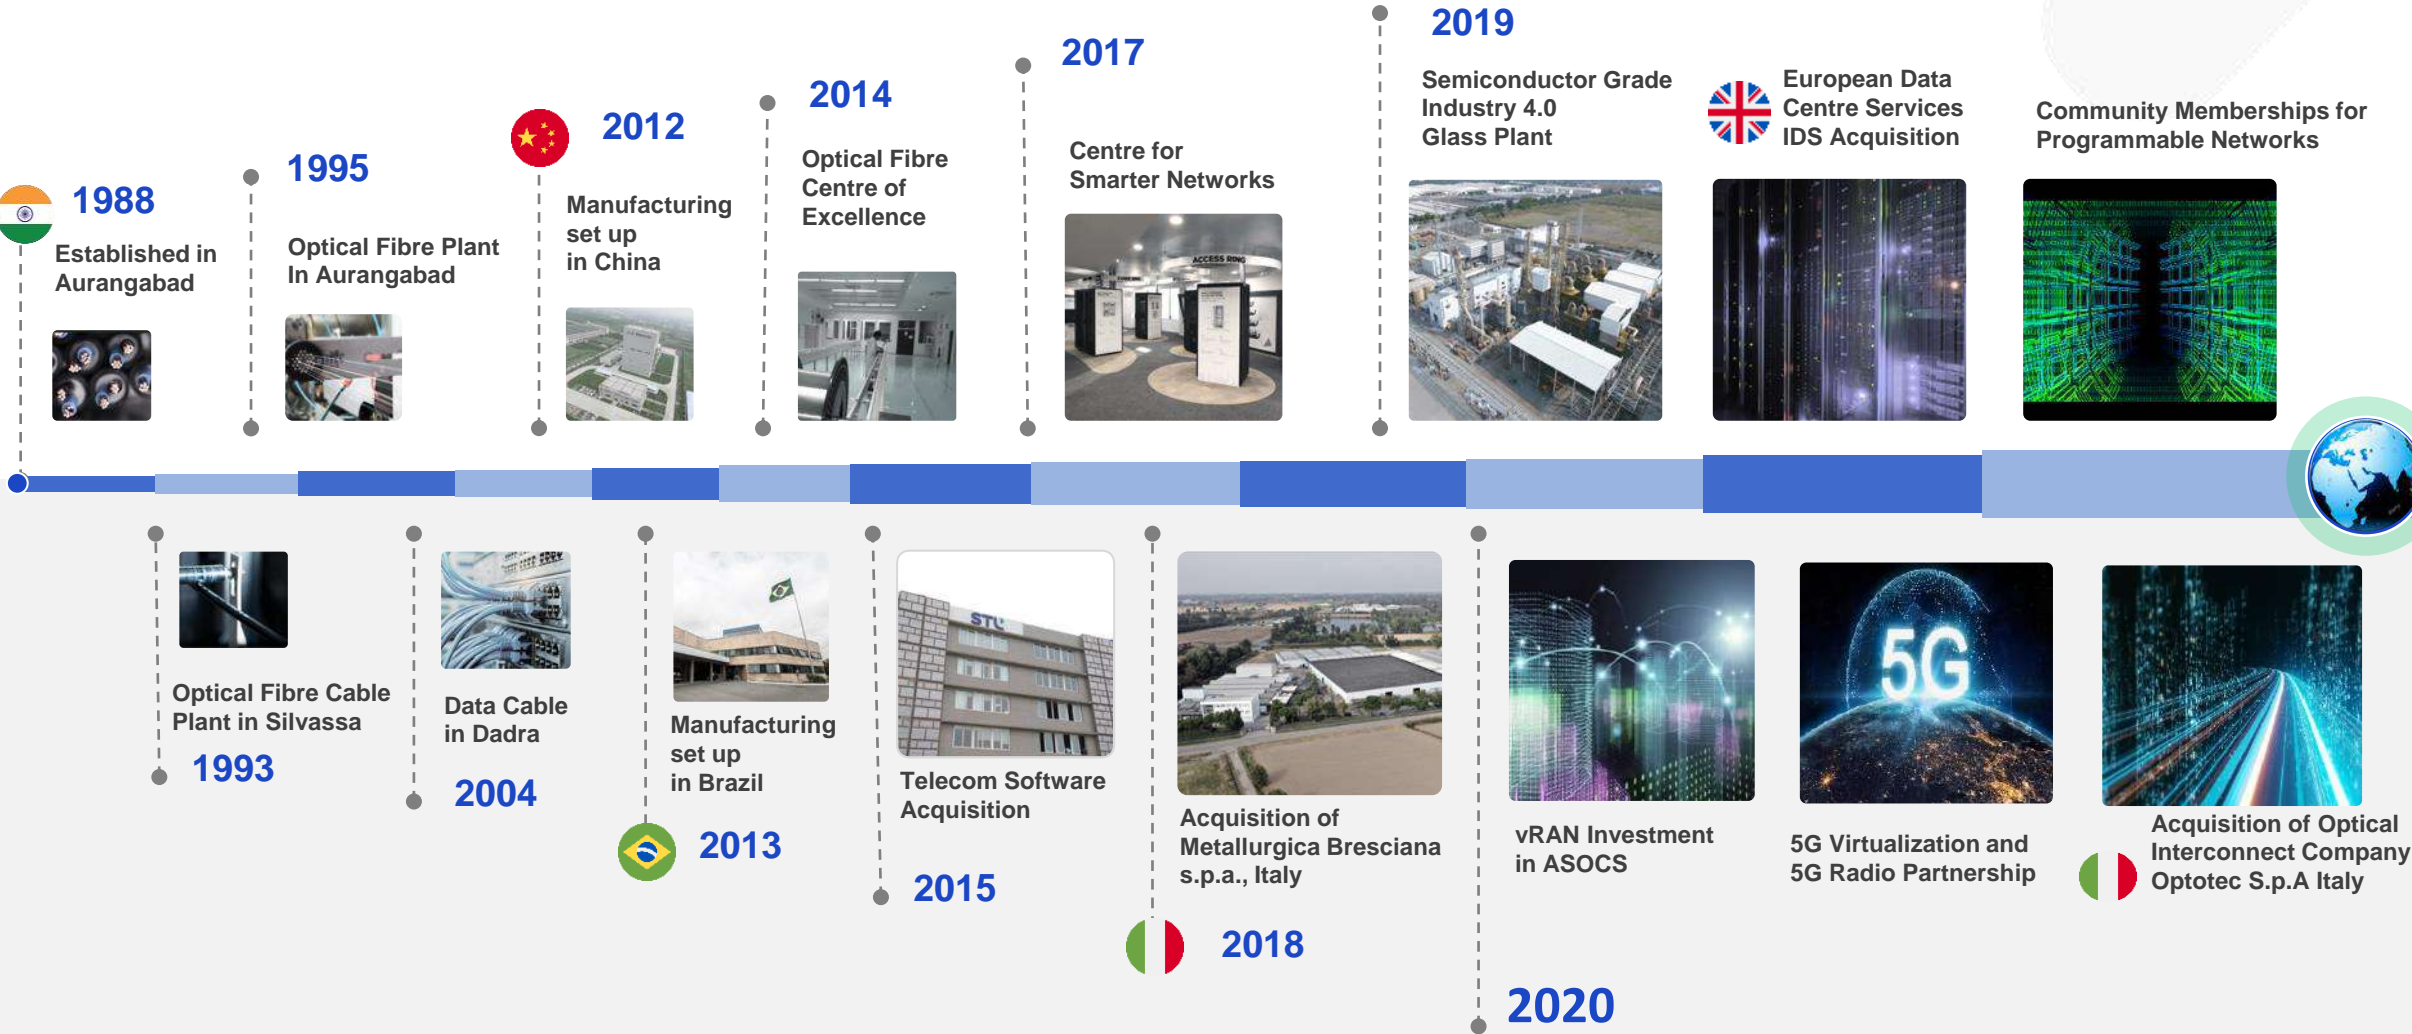 1988
Established in
Aurangabad
1995
Optical Fibre Plant
In Aurangabad
2012
Manufacturing
set up
in China
2014
Optical Fibre
Centre of
Excellence
2017
Centre for
Smarter Networks
ACCESS RING
2019
Semiconductor Grade
Industry 4.0
Glass Plant
European Data
Centre Services
IDS Acquisition
Community Memberships for
Programmable Networks
Optical Fibre Cable
Plant in Silvassa
1993
Data Cable
in Dadra
2004
Manufacturing
set up
in Brazil
2013
STL
Telecom Software
Acquisition
2015
Acquisition of
Metallurgica Bresciana
s.p.a., Italy
2018
vRAN Investment
in ASOCS
2020
5G
5G Virtualization and
5G Radio Partnership
Acquisition of Optical
Interconnect Company
Optotec S.p.A Italy